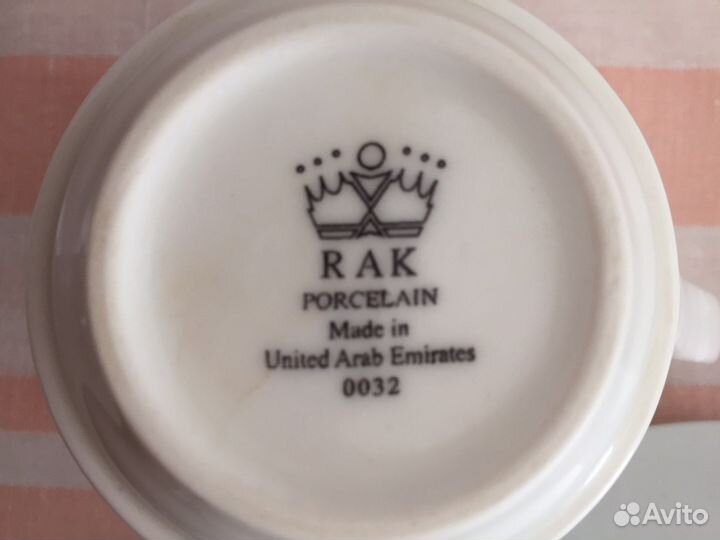 RAK
PORCELAIN
Made in
United Arab Emirates
0032
Avito